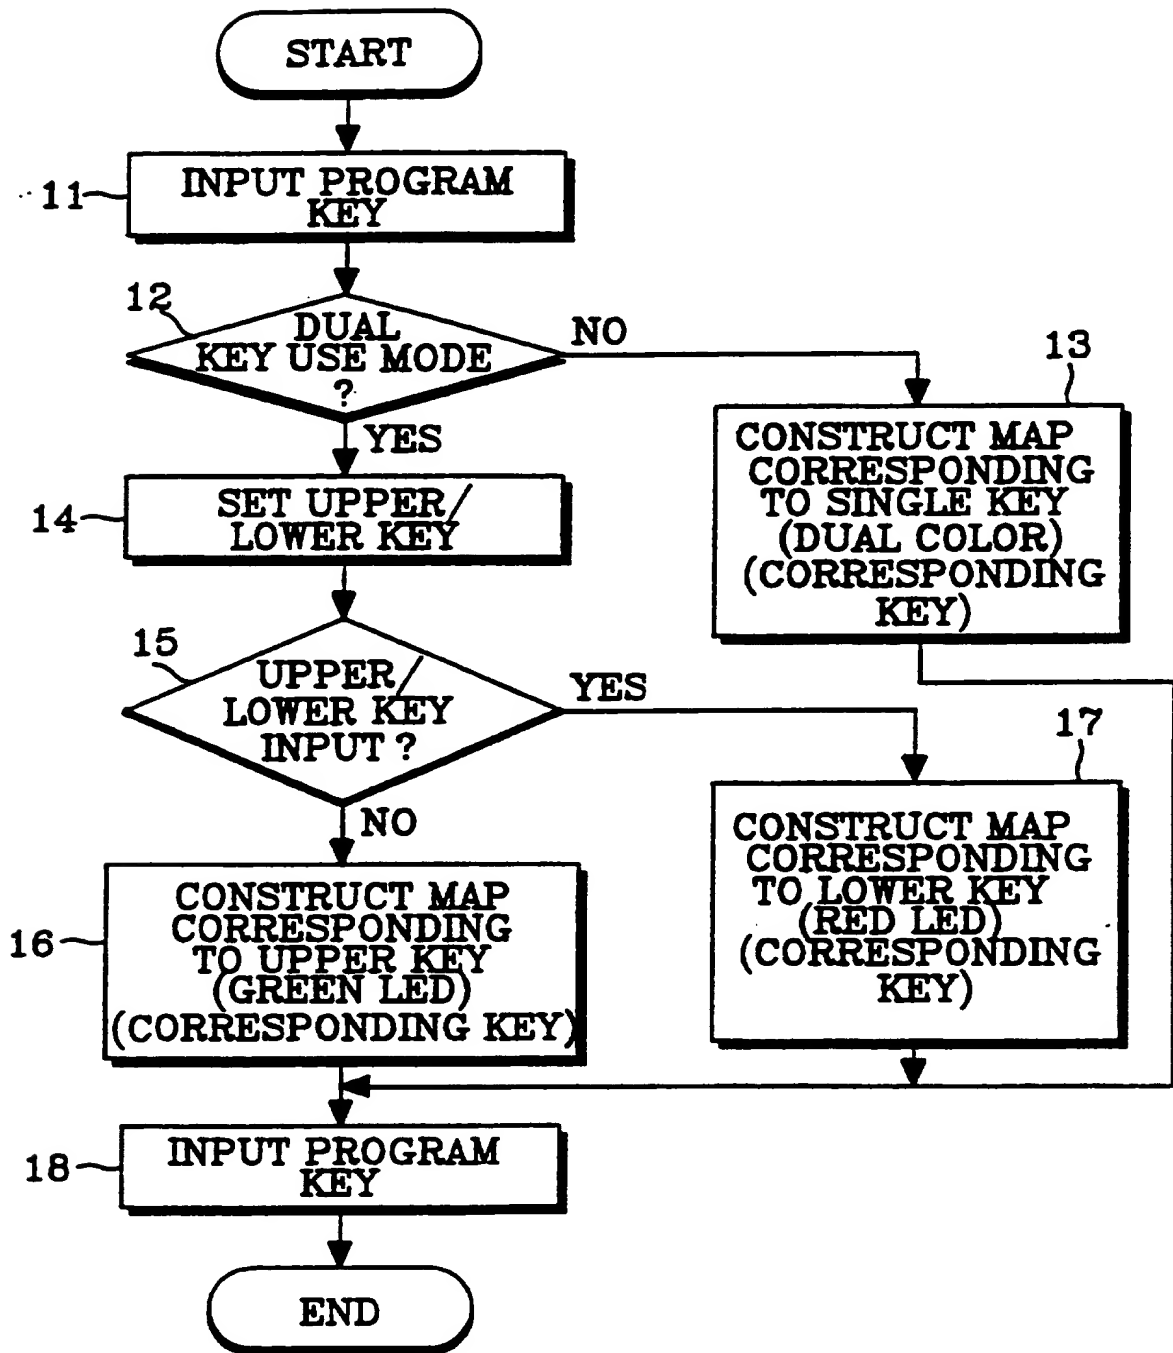 START
INPUT PROGRAM
KEY
11
12
DUAL
KEY USE MODE
?
NO
YES
13
CONSTRUCT MAP
CORRESPONDING
TO SINGLE KEY
(DUAL COLOR)
(CORRESPONDING
KEY)
14
SET UPPER/
LOWER KEY
15
UPPER/
LOWER KEY
INPUT ?
YES
NO
17
CONSTRUCT MAP
CORRESPONDING
TO LOWER KEY
(RED LED)
(CORRESPONDING
KEY)
16
CONSTRUCT MAP
CORRESPONDING
TO UPPER KEY
(GREEN LED)
(CORRESPONDING KEY)
18
INPUT PROGRAM
KEY
END